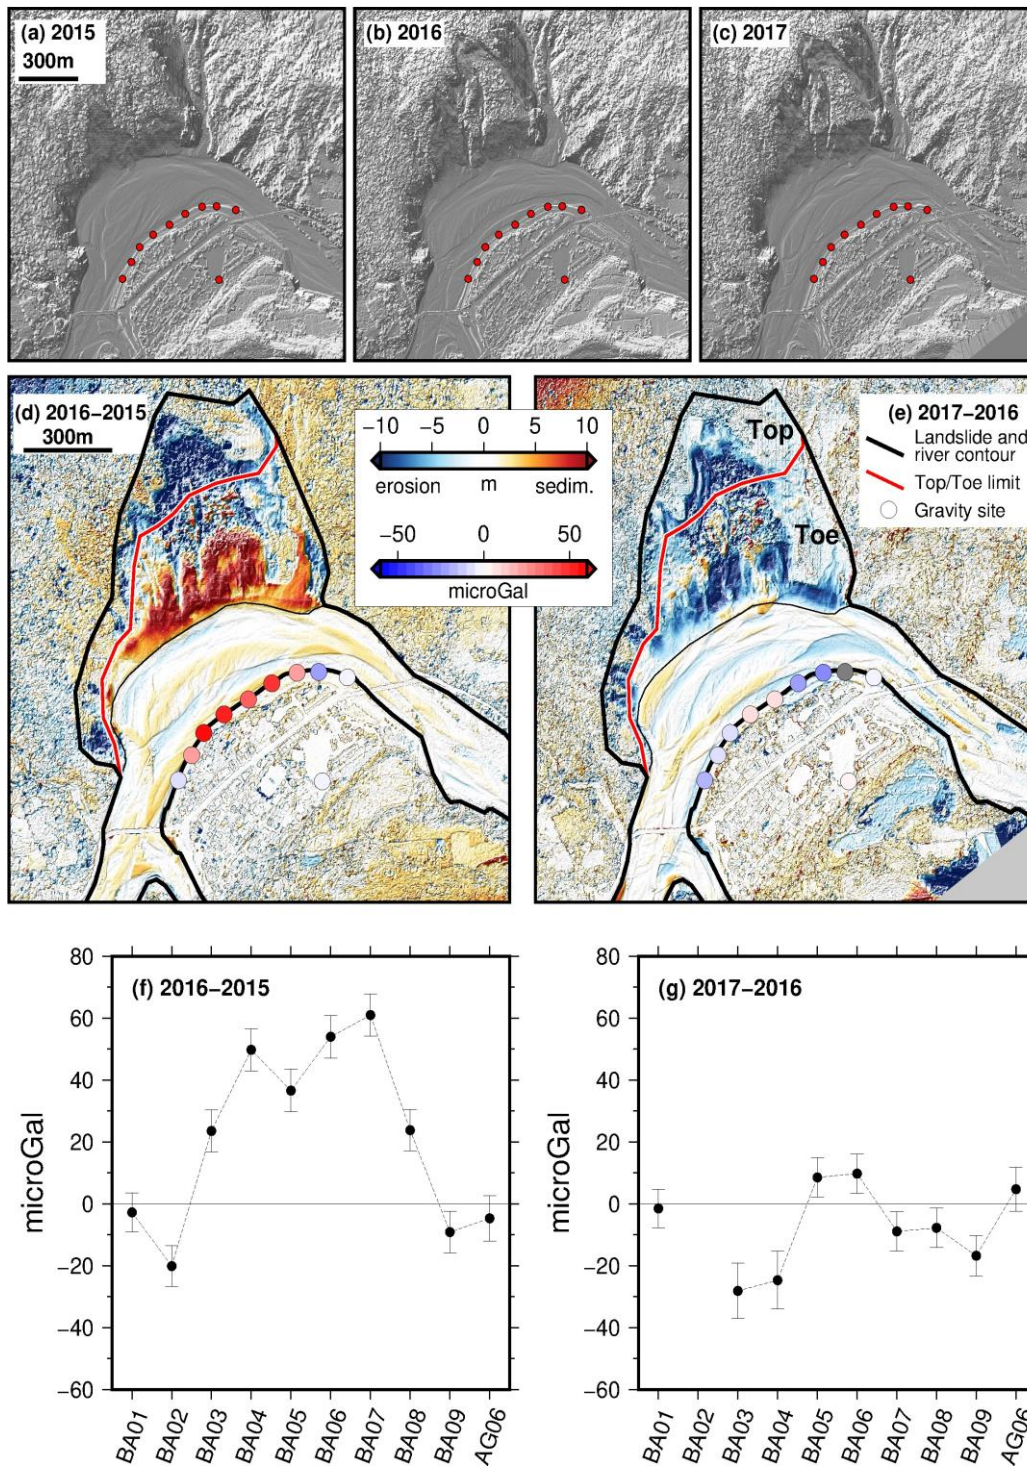 (a) 2015
300m
(b) 2016
(c) 2017
(d) 2016−2015
300m
−10 −5 0 5 10
erosion m sedim.
−50 0 50
microGal
Top
Toe
(e) 2017−2016
Landslide and
river contour
Top/Toe limit
Gravity site
(f) 2016−2015
microGal
80
60
40
20
0
−20
−40
−60
BA01 BA02 BA03 BA04 BA05 BA06 BA07 BA08 BA09 AG06
(g) 2017−2016
microGal
80
60
40
20
0
−20
−40
−60
BA01 BA02 BA03 BA04 BA05 BA06 BA07 BA08 BA09 AG06